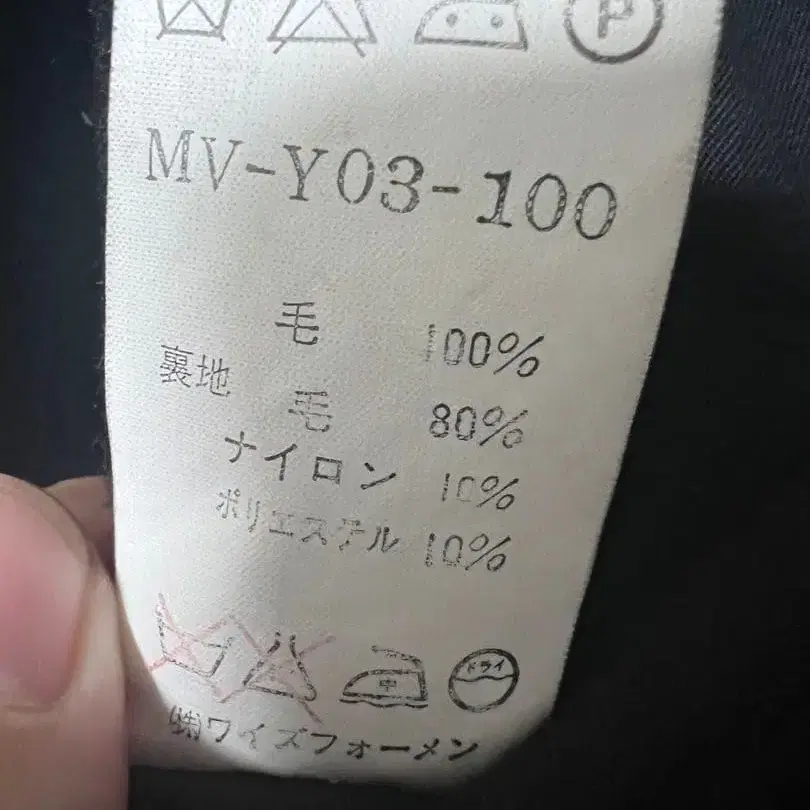 P
MV-Y03-100
毛 100%
裏地 毛 80%
ナイロン 10%
ポリエステル 10%
中 ドライ
㈱ワイズフォーメン